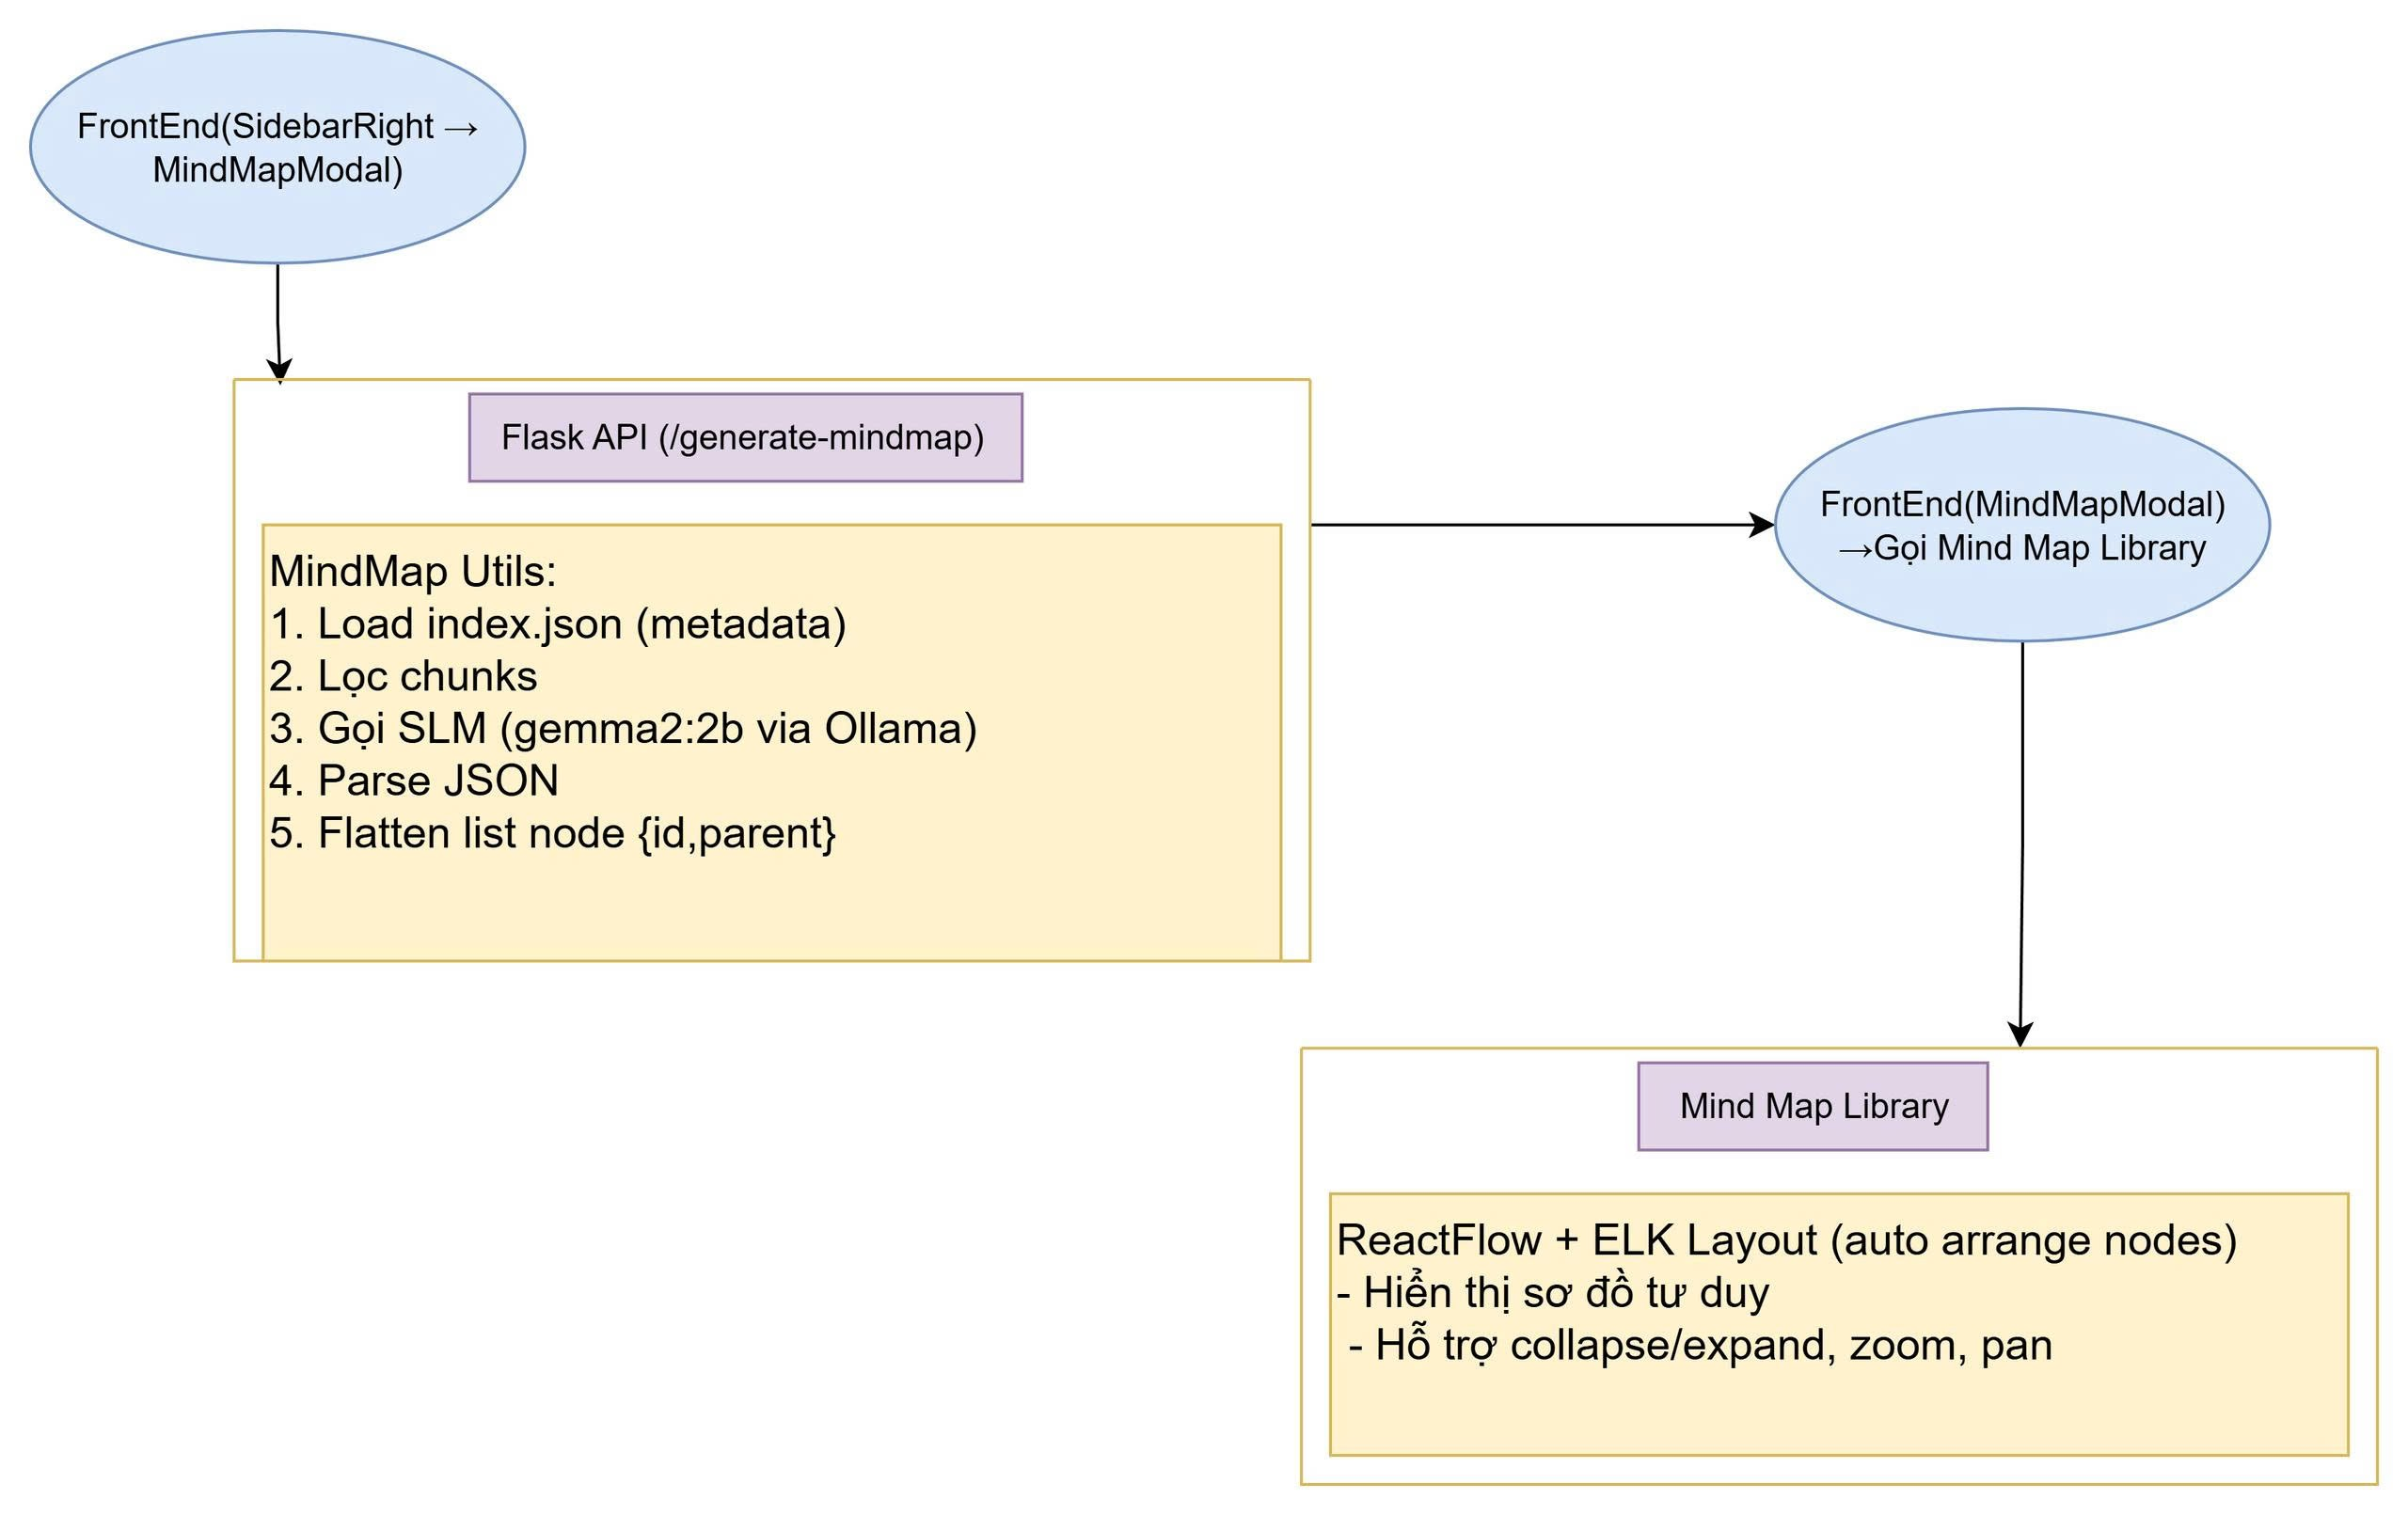 FrontEnd(SidebarRight →
MindMapModal)
Flask API (/generate-mindmap)
MindMap Utils:
1. Load index.json (metadata)
2. Lọc chunks
3. Gọi SLM (gemma2:2b via Ollama)
4. Parse JSON
5. Flatten list node {id,parent}
FrontEnd(MindMapModal)
→Gọi Mind Map Library
Mind Map Library
ReactFlow + ELK Layout (auto arrange nodes)
- Hiển thị sơ đồ tư duy
- Hỗ trợ collapse/expand, zoom, pan